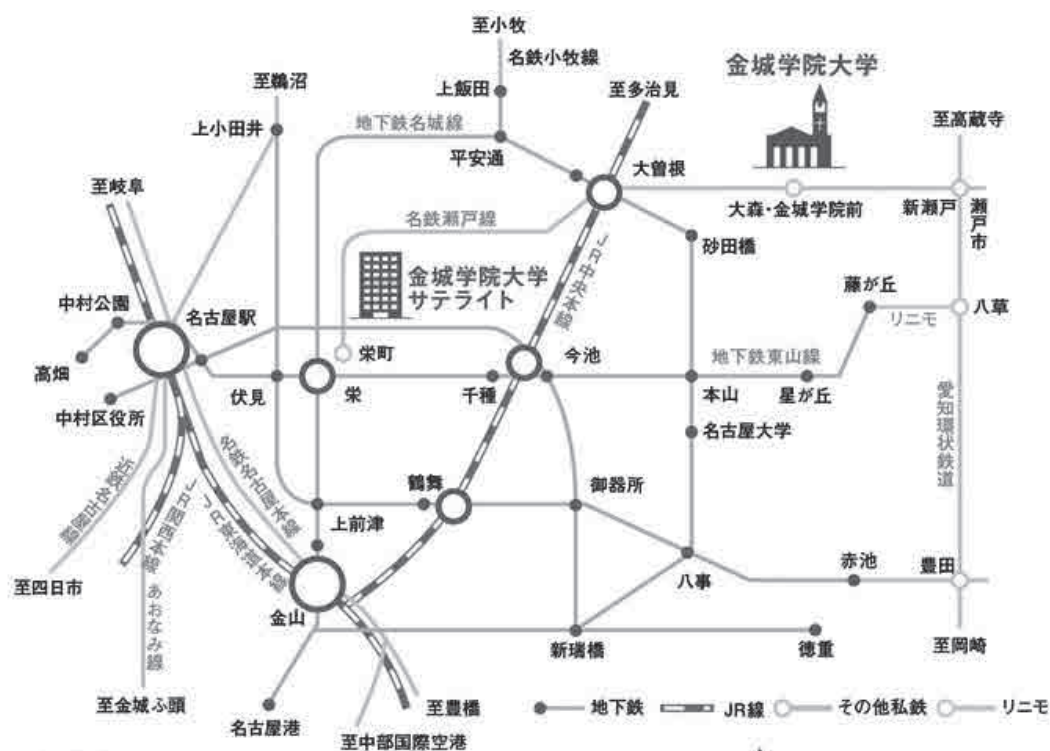 至小牧
名鉄小牧線
金城学院大学
至鵜沼
上飯田
至多治見
上小田井
地下鉄名城線
至高蔵寺
平安通
大曽根
至岐阜
大森・金城学院前
新瀬戸
瀬戸市
名鉄瀬戸線
砂田橋
JR中央本線
金城学院大学
サテライト
藤が丘
中村公園
名古屋駅
八草
リニモ
栄町
今池
地下鉄東山線
高畑
伏見
栄
千種
本山
星が丘
中村区役所
名古屋大学
愛知環状鉄道
名鉄名古屋本線
近鉄名古屋線
鶴舞
御器所
JR関西本線
JR東海道本線
上前津
八事
赤池
豊田
至四日市
あおなみ線
金山
新瑞橋
徳重
至岡崎
至金城ふ頭
名古屋港
至豊橋
至中部国際空港
地下鉄
JR線
その他私鉄
リニモ